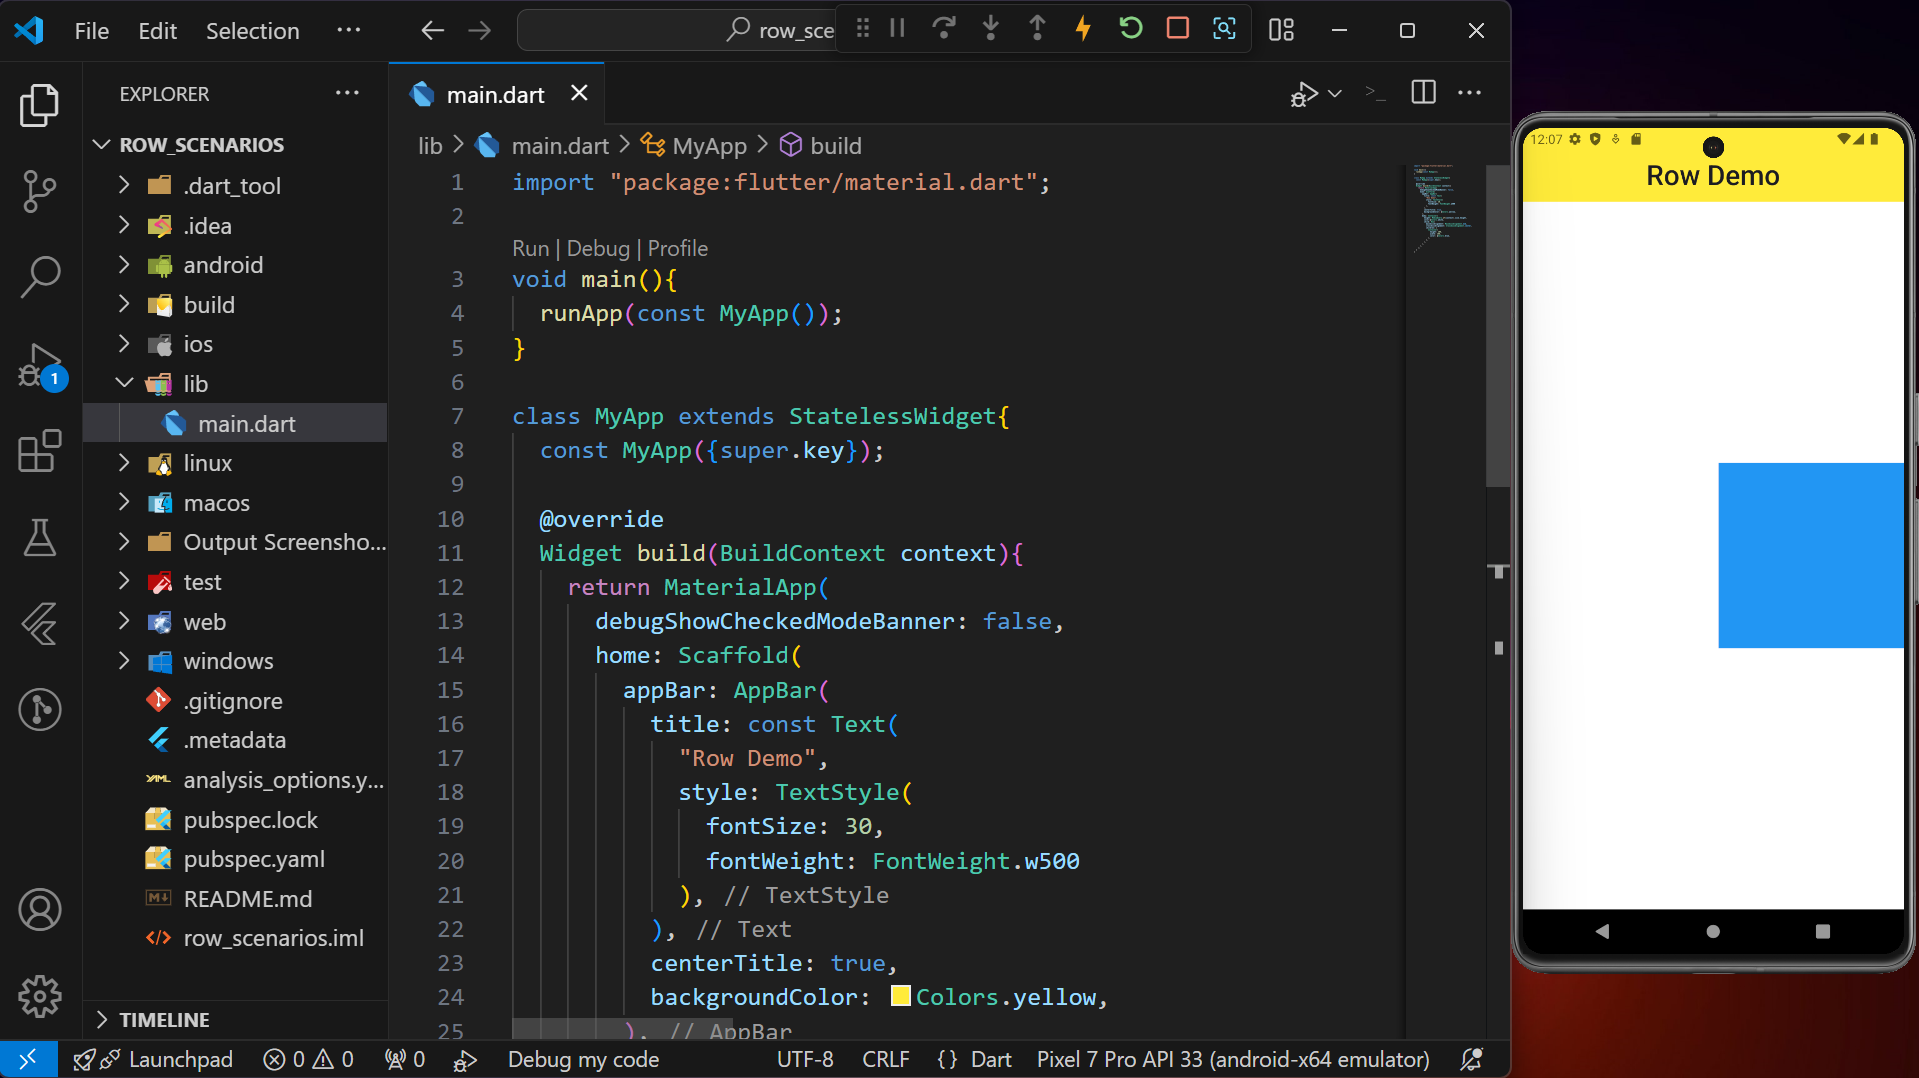 File Edit Selection ···
row_sce
EXPLORER ···
ROW_SCENARIOS
.dart_tool
.idea
android
build
ios
lib
main.dart
linux
macos
Output Screensho...
test
web
windows
.gitignore
.metadata
YAML analysis_options.y...
pubspec.lock
pubspec.yaml
README.md
row_scenarios.iml
TIMELINE
1
main.dart
lib > main.dart > MyApp > build
1 import "package:flutter/material.dart";
2
Run | Debug | Profile
3 void main(){
4 runApp(const MyApp());
5 }
6
7 class MyApp extends StatelessWidget{
8 const MyApp({super.key});
9
10 @override
11 Widget build(BuildContext context){
12 return MaterialApp(
13 debugShowCheckedModeBanner: false,
14 home: Scaffold(
15 appBar: AppBar(
16 title: const Text(
17 "Row Demo",
18 style: TextStyle(
19 fontSize: 30,
20 fontWeight: FontWeight.w500
21 ), // TextStyle
22 ), // Text
23 centerTitle: true,
24 backgroundColor: Colors.yellow,
25 ), // AppBar
Launchpad 0 0 0 Debug my code UTF-8 CRLF {} Dart Pixel 7 Pro API 33 (android-x64 emulator)
12:07
Row Demo